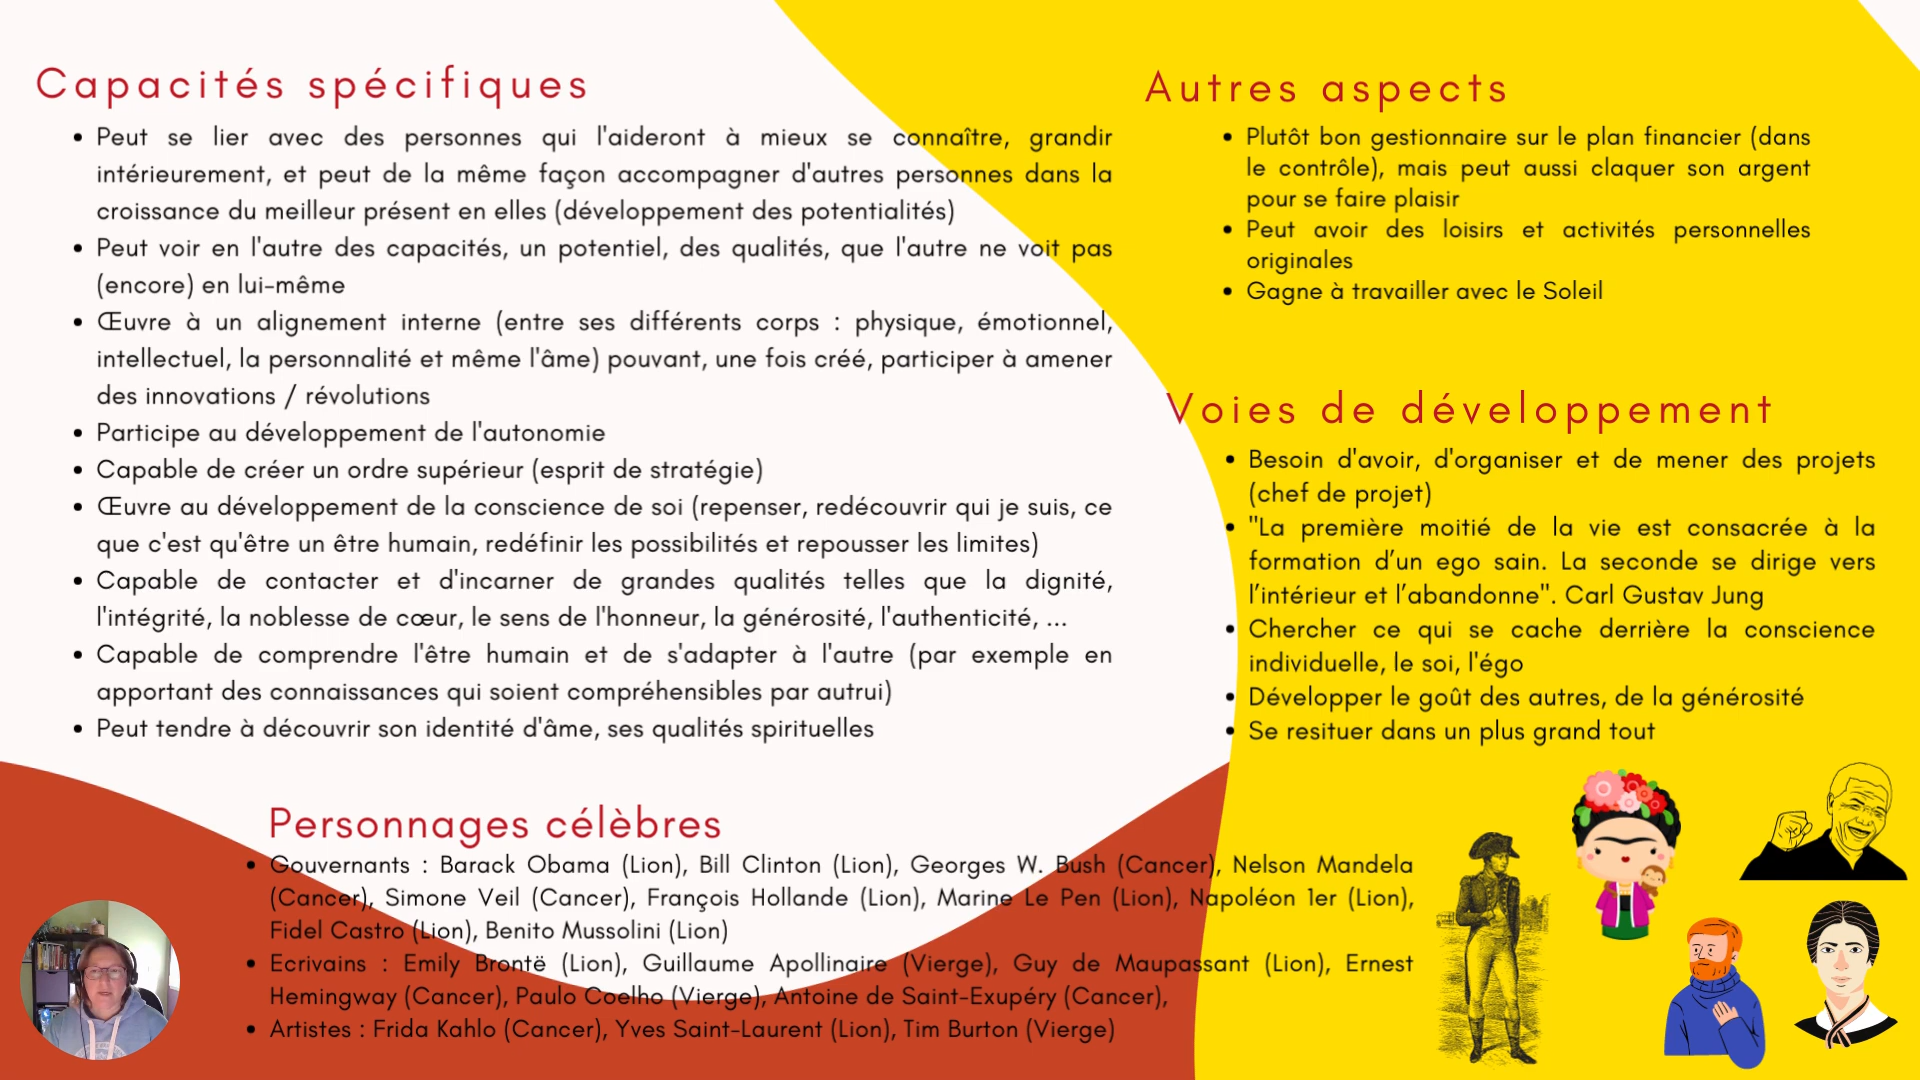 Capacités spécifiques
• Peut se lier avec des personnes qui l'aideront à mieux se connaître, grandir
intérieurement, et peut de la même façon accompagner d'autres personnes dans la
croissance du meilleur présent en elles (développement des potentialités)
• Peut voir en l'autre des capacités, un potentiel, des qualités, que l'autre ne voit pas
(encore) en lui-même
• Œuvre à un alignement interne (entre ses différents corps : physique, émotionnel,
intellectuel, la personnalité et même l'âme) pouvant, une fois créé, participer à amener
des innovations / révolutions
• Participe au développement de l'autonomie
• Capable de créer un ordre supérieur (esprit de stratégie)
• Œuvre au développement de la conscience de soi (repenser, redécouvrir qui je suis, ce
que c'est qu'être un être humain, redéfinir les possibilités et repousser les limites)
• Capable de contacter et d'incarner de grandes qualités telles que la dignité,
l'intégrité, la noblesse de cœur, le sens de l'honneur, la générosité, l'authenticité, ...
• Capable de comprendre l'être humain et de s'adapter à l'autre (par exemple en
apportant des connaissances qui soient compréhensibles par autrui)
• Peut tendre à découvrir son identité d'âme, ses qualités spirituelles
Autres aspects
• Plutôt bon gestionnaire sur le plan financier (dans
le contrôle), mais peut aussi claquer son argent
pour se faire plaisir
• Peut avoir des loisirs et activités personnelles
originales
• Gagne à travailler avec le Soleil
Voies de développement
• Besoin d'avoir, d'organiser et de mener des projets
(chef de projet)
• "La première moitié de la vie est consacrée à la
formation d’un ego sain. La seconde se dirige vers
l’intérieur et l’abandonne". Carl Gustav Jung
• Chercher ce qui se cache derrière la conscience
individuelle, le soi, l'égo
• Développer le goût des autres, de la générosité
• Se resituer dans un plus grand tout
Personnages célèbres
• Gouvernants : Barack Obama (Lion), Bill Clinton (Lion), Georges W. Bush (Cancer), Nelson Mandela
(Cancer), Simone Veil (Cancer), François Hollande (Lion), Marine Le Pen (Lion), Napoléon 1er (Lion),
Fidel Castro (Lion), Benito Mussolini (Lion)
• Ecrivains : Emily Brontë (Lion), Guillaume Apollinaire (Vierge), Guy de Maupassant (Lion), Ernest
Hemingway (Cancer), Paulo Coelho (Vierge), Antoine de Saint-Exupéry (Cancer),
• Artistes : Frida Kahlo (Cancer), Yves Saint-Laurent (Lion), Tim Burton (Vierge)